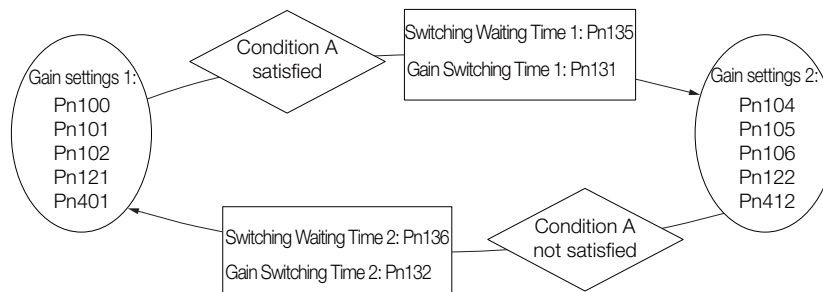 Gain settings 1:
Pn100
Pn101
Pn102
Pn121
Pn401
Condition A
satisfied
Switching Waiting Time 1: Pn135
Gain Switching Time 1: Pn131
Gain settings 2:
Pn104
Pn105
Pn106
Pn122
Pn412
Condition A
not satisfied
Switching Waiting Time 2: Pn136
Gain Switching Time 2: Pn132